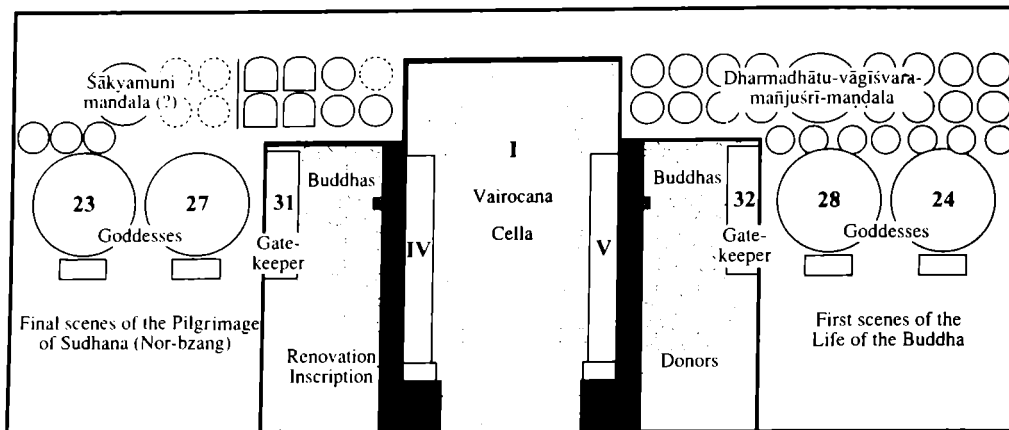 Śākyamuni
mandala (?)
Dharmadhātu-vāgīśvara-
mañjuśrī-mandala
I
Vairocana
Cella
Buddhas
Buddhas
23
27
31
32
28
24
Goddesses
Gate-
keeper
IV
V
Gate-
keeper
Goddesses
Final scenes of the Pilgrimage
of Sudhana (Nor-bzang)
First scenes of the
Life of the Buddha
Renovation
Inscription
Donors